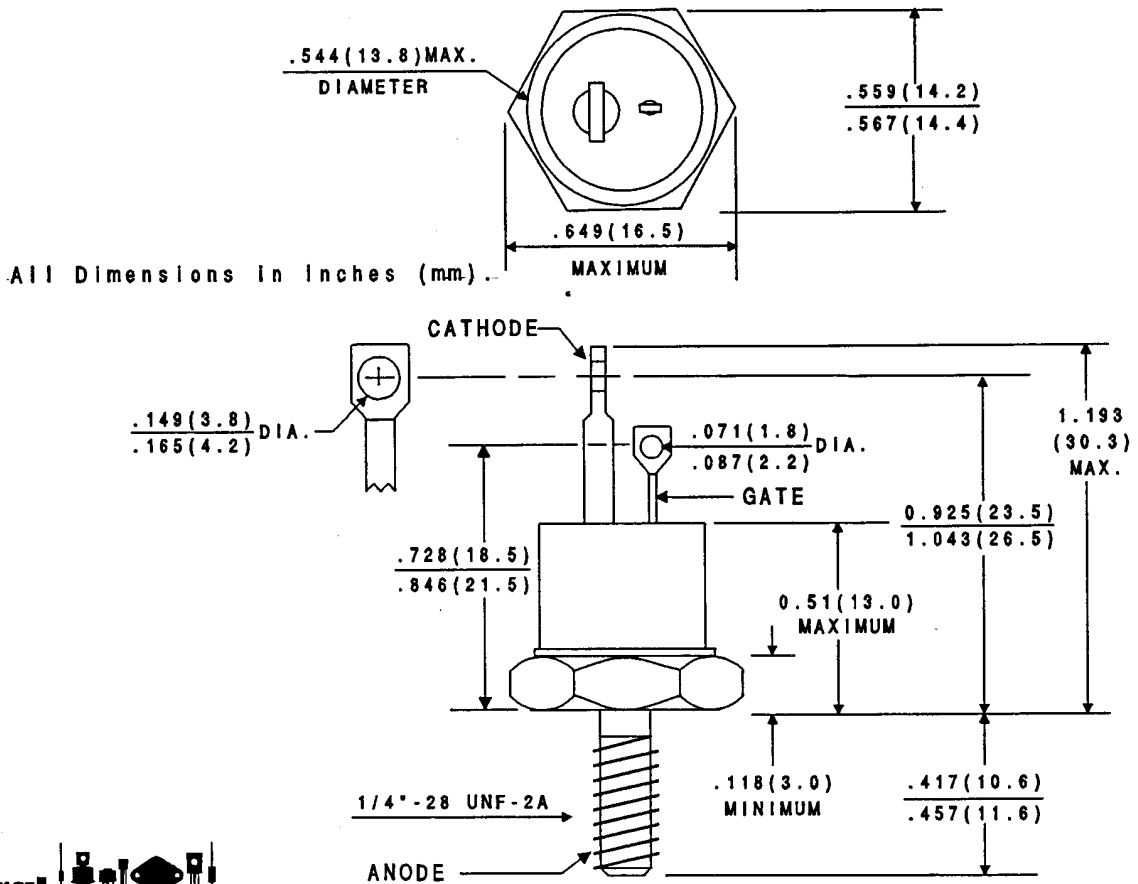 .544(13.8)MAX.
DIAMETER
.559(14.2)
.567(14.4)
.649(16.5)
MAXIMUM
All Dimensions in Inches (mm).
CATHODE
.149(3.8)
.165(4.2)
DIA.
.071(1.8)
.087(2.2)
DIA.
GATE
1.193
(30.3)
MAX.
0.925(23.5)
1.043(26.5)
.728(18.5)
.846(21.5)
0.51(13.0)
MAXIMUM
.118(3.0)
MINIMUM
.417(10.6)
.457(11.6)
1/4"-28 UNF-2A
ANODE